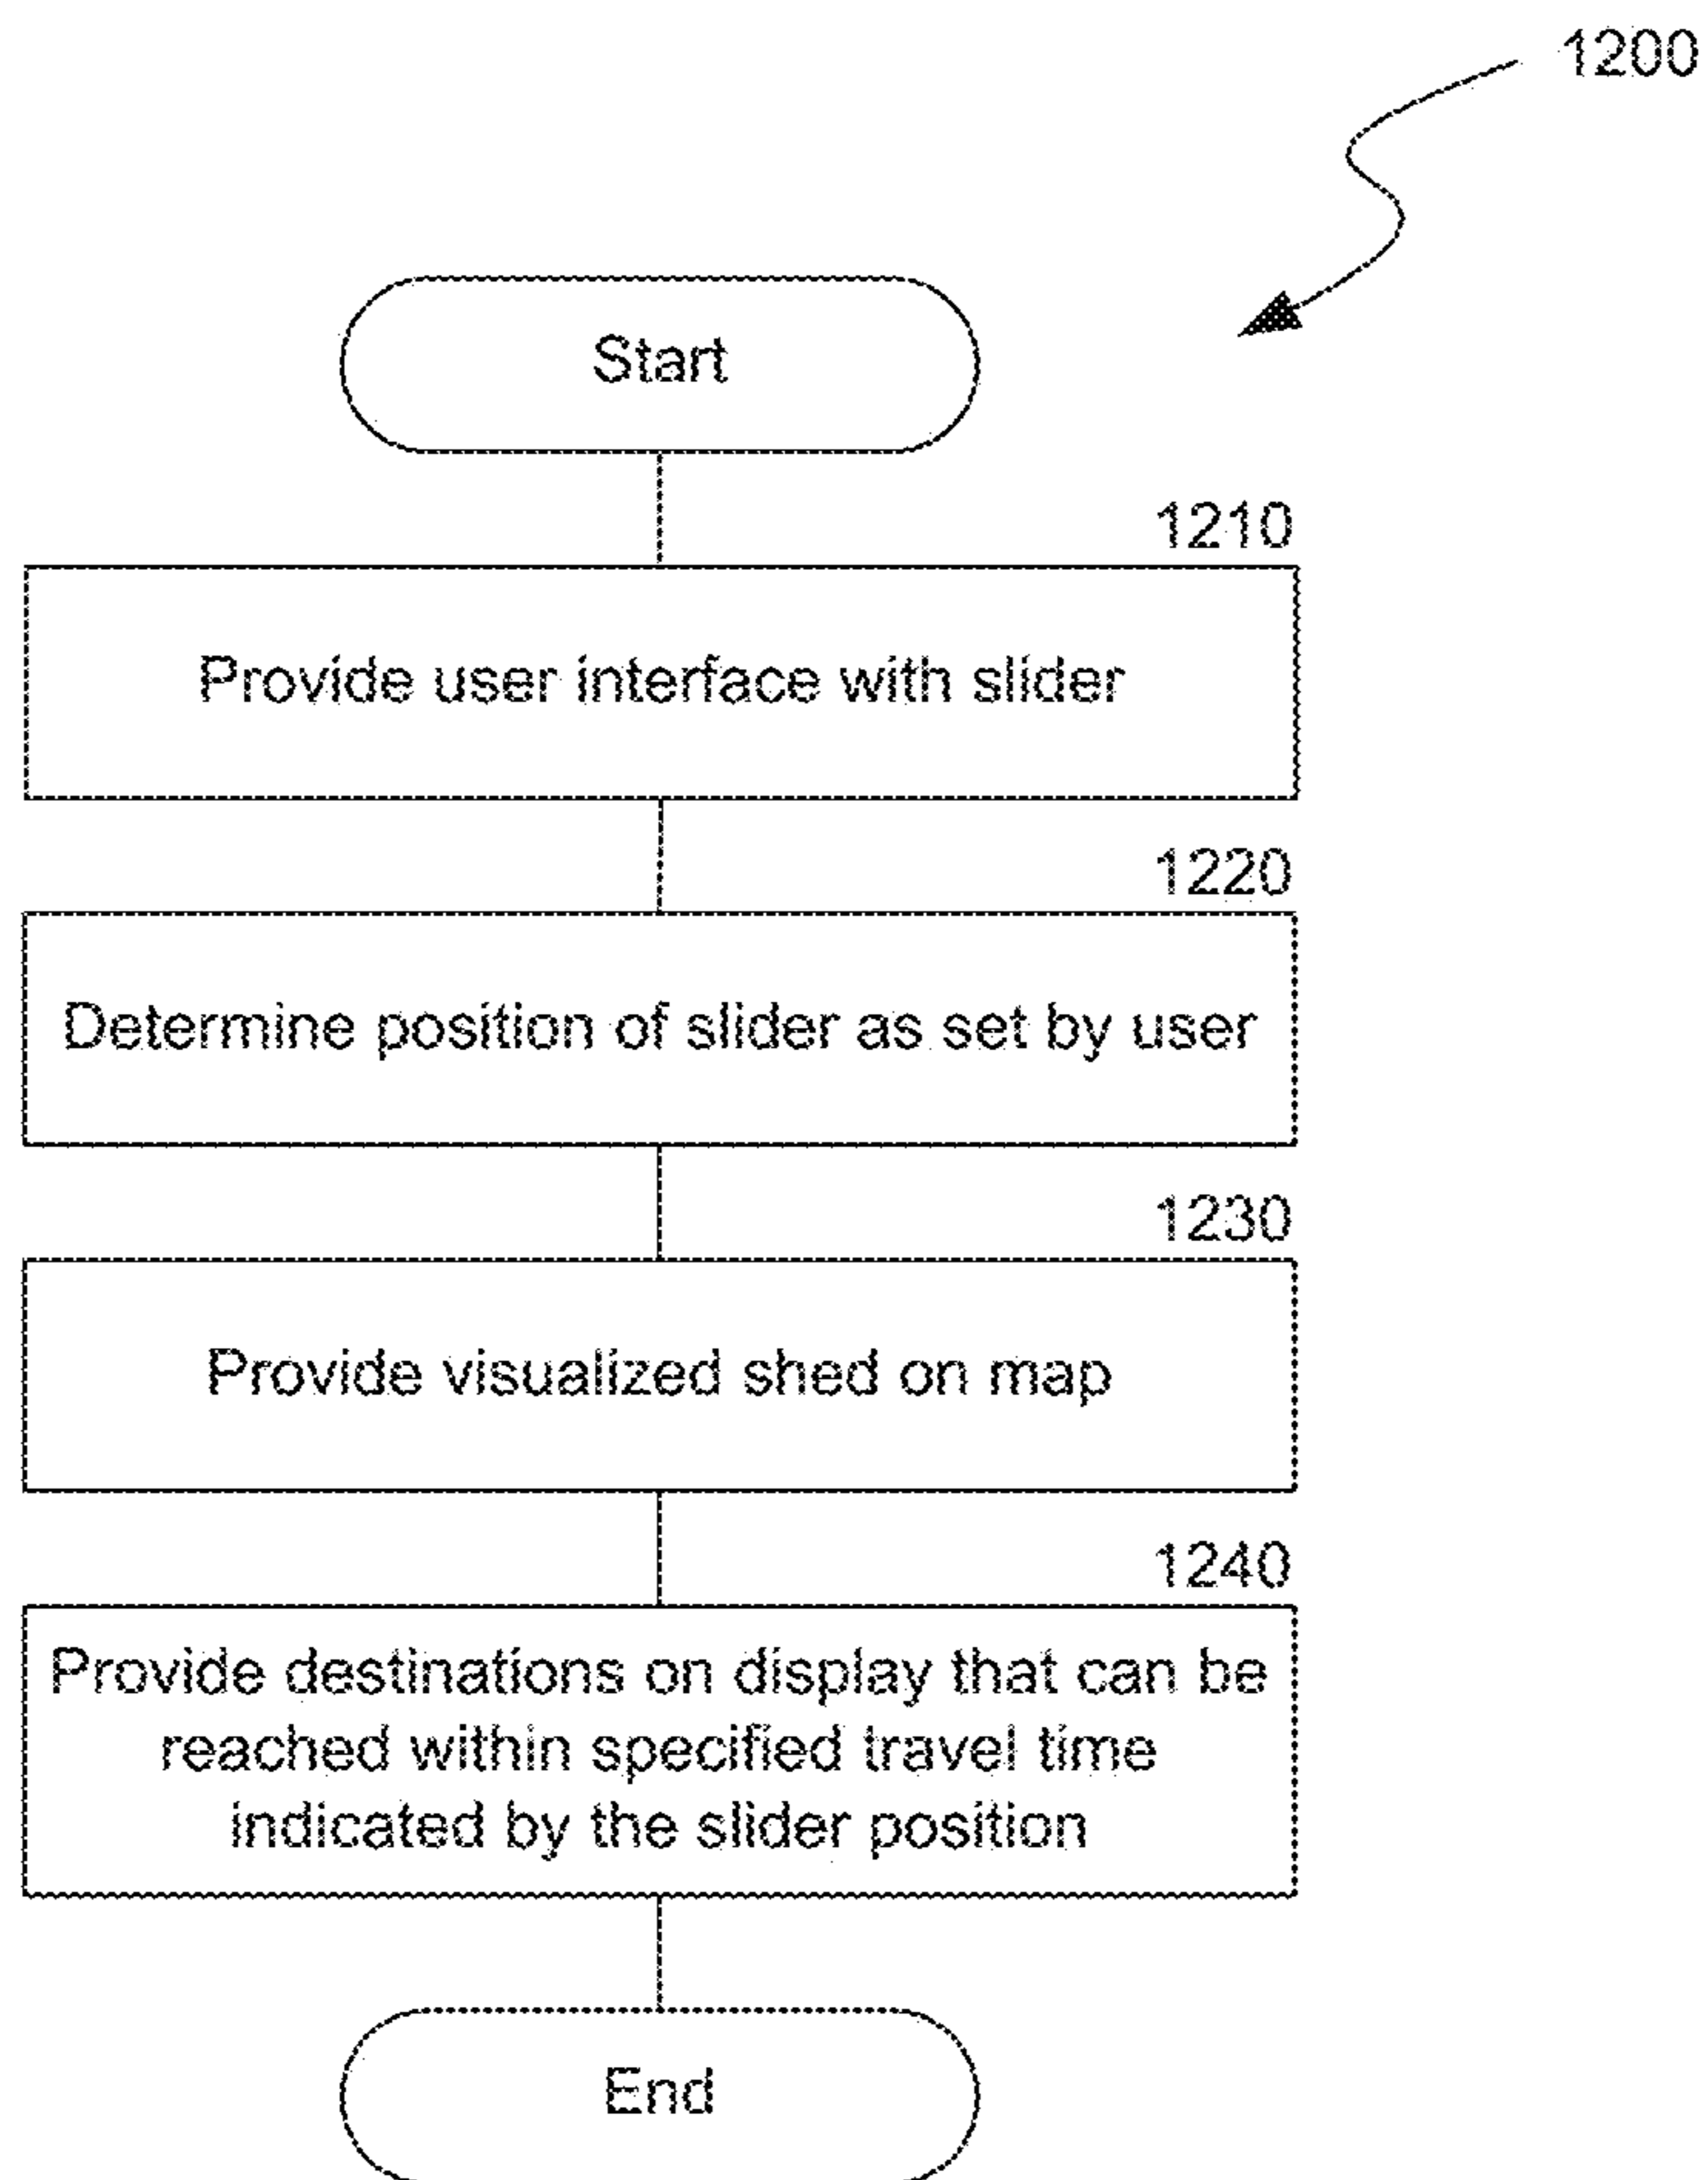 1200
Start
1210
Provide user interface with slider
1220
Determine position of slider as set by user
1230
Provide visualized shed on map
1240
Provide destinations on display that can be
reached within specified travel time
indicated by the slider position
End